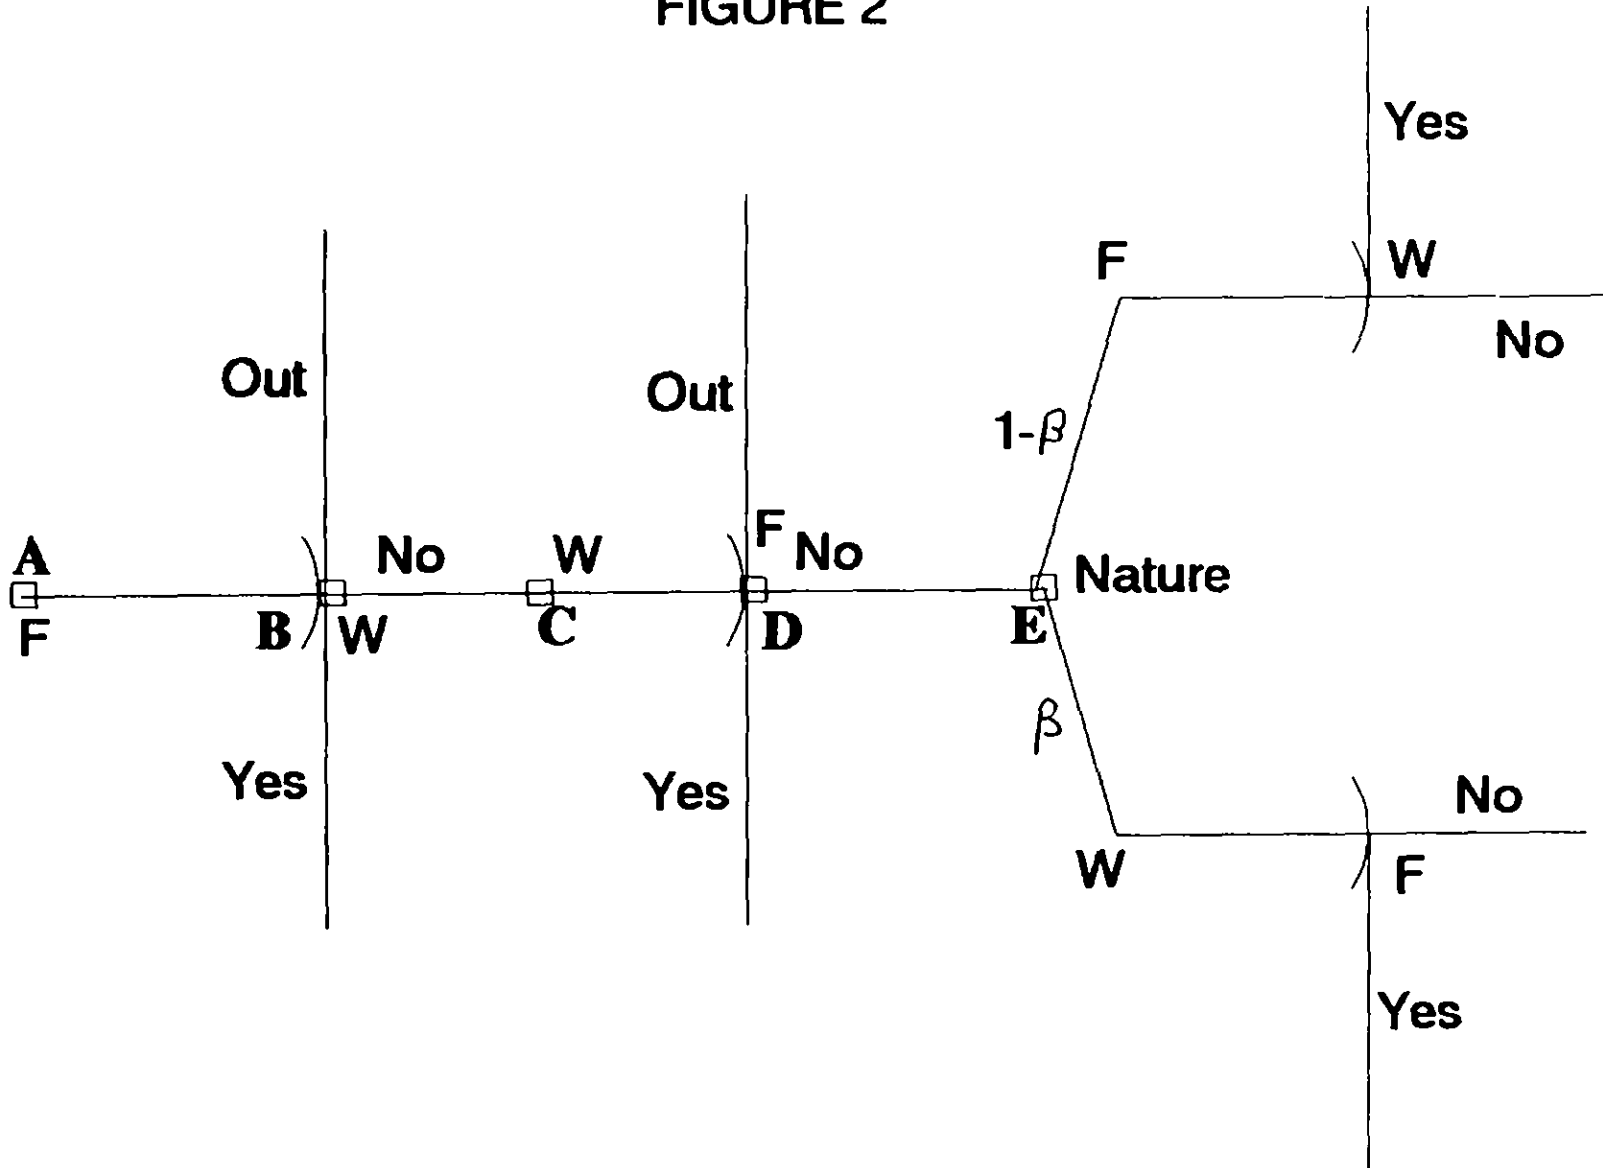 FIGURE 2
Yes
F
W
No
Out
Out
1-β
A
No
W
F
No
Nature
F
B
W
C
D
E
β
Yes
Yes
No
W
F
Yes